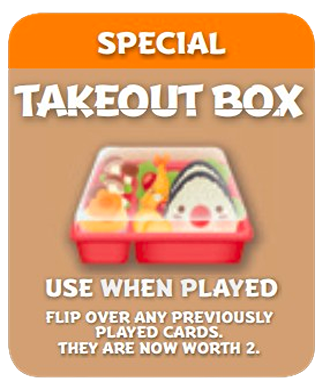 SPECIAL
TAKEOUT BOX
USE WHEN PLAYED
FLIP OVER ANY PREVIOUSLY
PLAYED CARDS.
THEY ARE NOW WORTH 2.